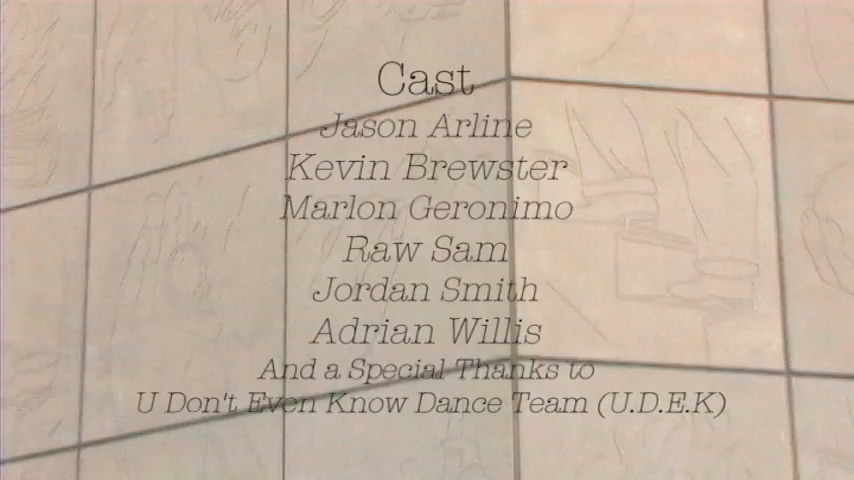 Cast
Jason Arline
Kevin Brewster
Marlon Geronimo
Raw Sam
Jordan Smith
Adrian Willis
And a Special Thanks to
U Don't Even Know Dance Team (U.D.E.K)